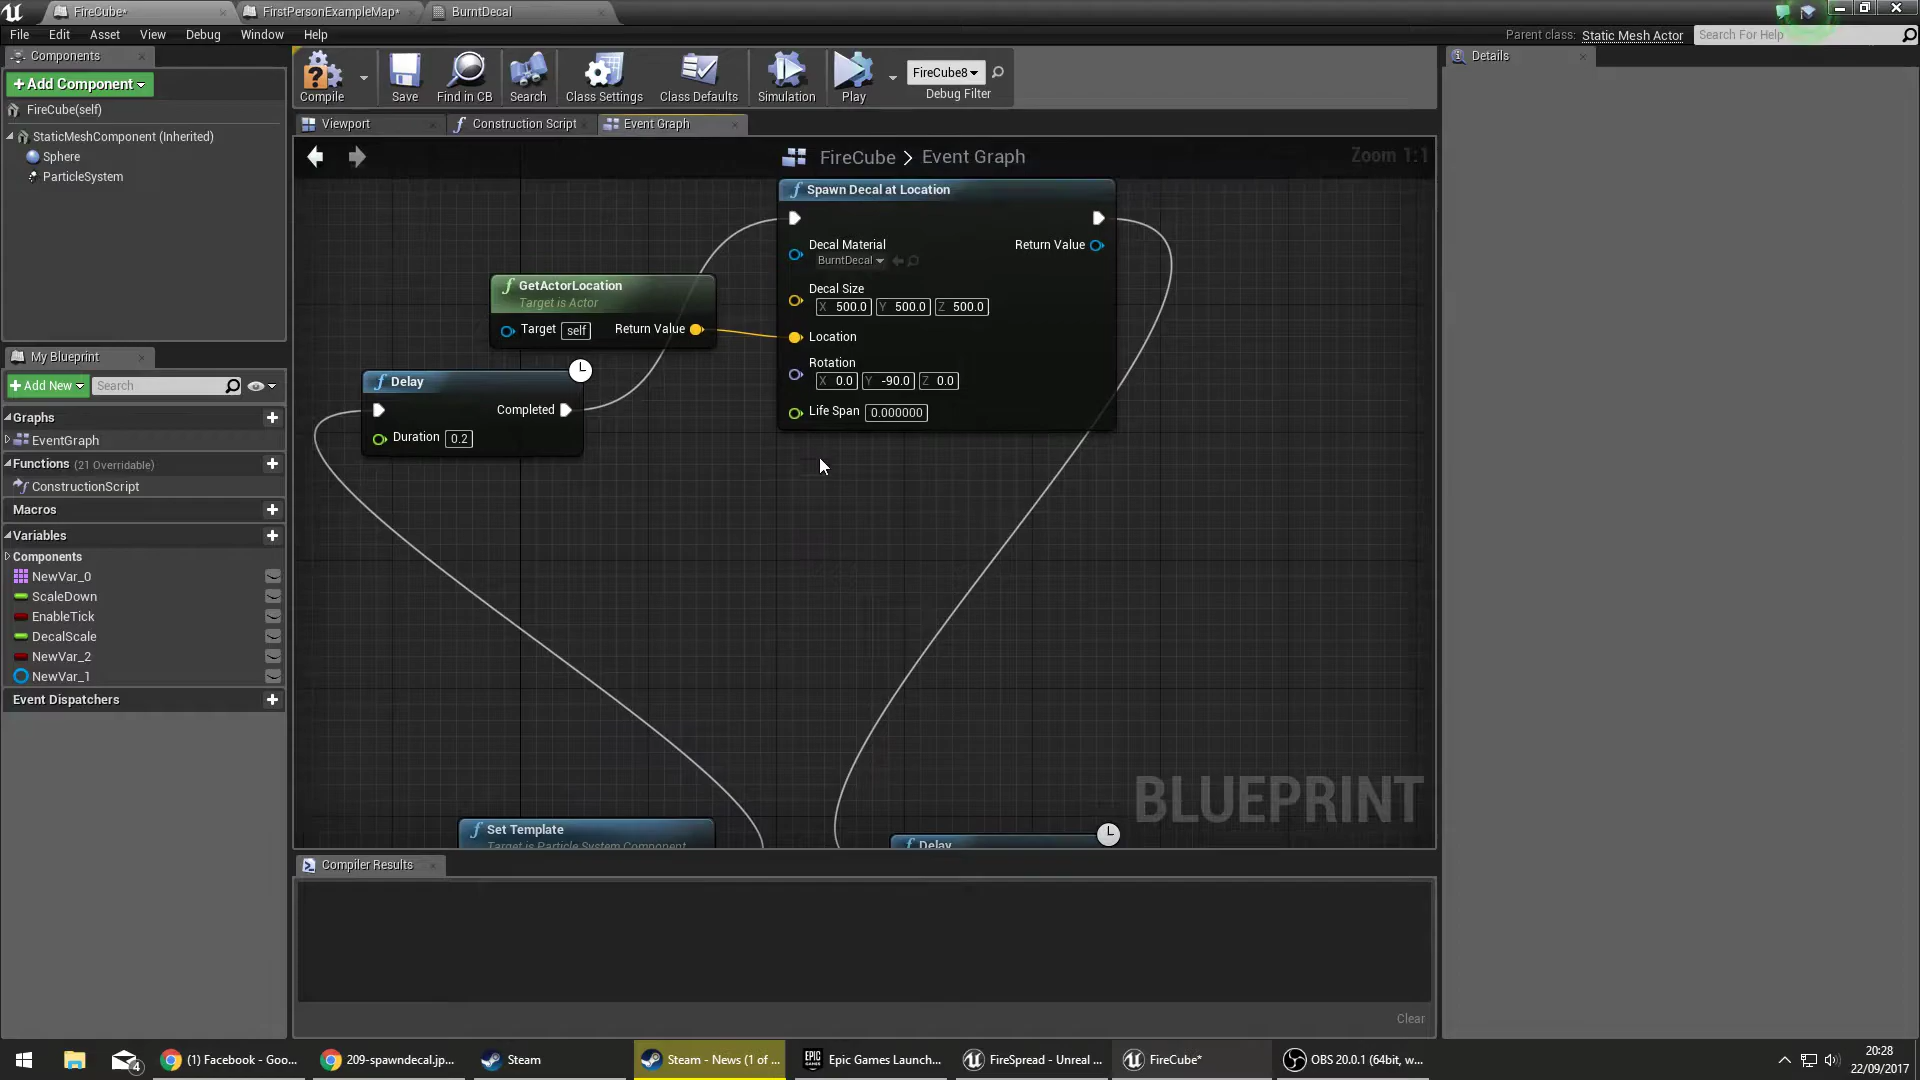 FireCube*
FirstPersonExampleMap*
BurntDecal
File Edit Asset View Debug Window Help
Parent class: Static Mesh Actor
Search For Help
Components
+Add Component
FireCube(self)
StaticMeshComponent (Inherited)
Sphere
ParticleSystem
My Blueprint
+Add New
Search
Graphs
EventGraph
Functions (21 Overridable)
ConstructionScript
Macros
Variables
Components
NewVar_0
ScaleDown
EnableTick
DecalScale
NewVar_2
NewVar_1
Event Dispatchers
Compile
Save
Find in CB
Search
Class Settings
Class Defaults
Simulation
Play
FireCube8
Debug Filter
Viewport
Construction Script
Event Graph
FireCube > Event Graph
Zoom 1:1
Spawn Decal at Location
Decal Material
BurntDecal
Return Value
Decal Size
X 500.0 Y 500.0 Z 500.0
Location
Rotation
X 0.0 Y -90.0 Z 0.0
Life Span 0.000000
GetActorLocation
Target is Actor
Target self Return Value
Delay
Completed
Duration 0.2
Set Template
Target is Particle System Component
Delay
BLUEPRINT
Compiler Results
Clear
Details
4
(1) Facebook - Goo...
209-spawndecal.jp...
Steam
Steam - News (1 of ...
Epic Games Launch...
FireSpread - Unreal ...
FireCube*
OBS 20.0.1 (64bit, w...
20:28
22/09/2017